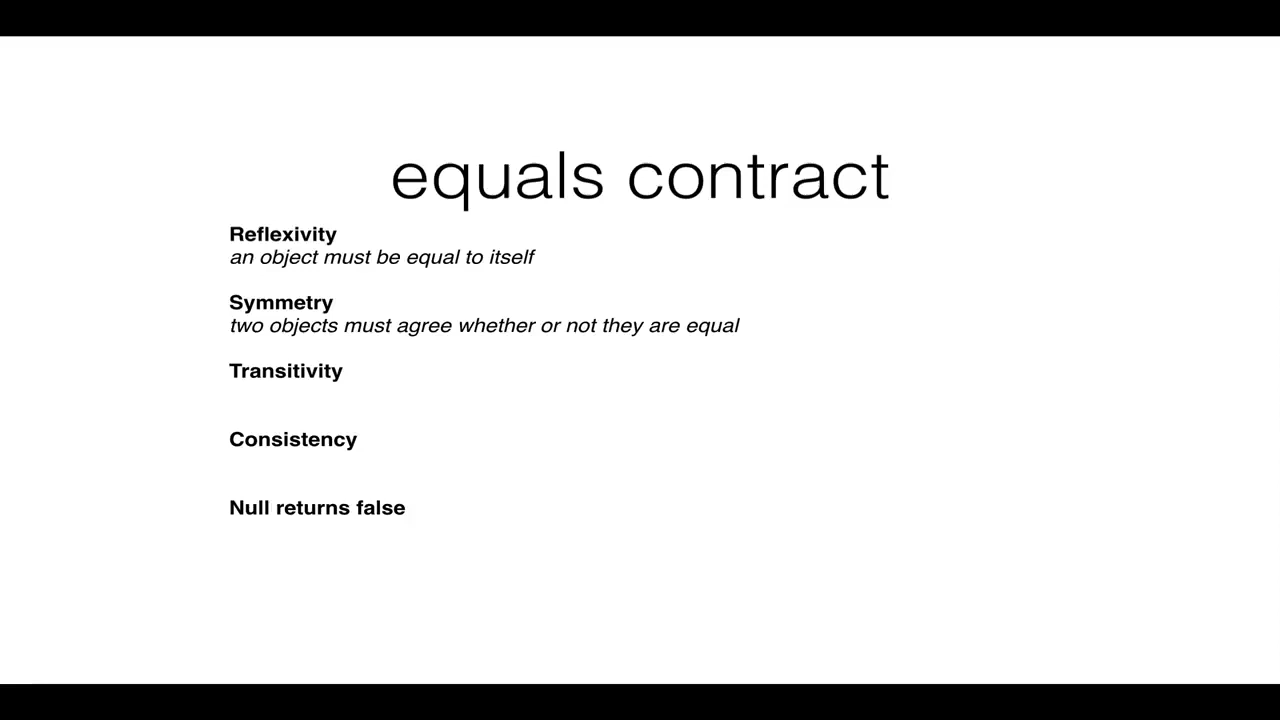 equals contract
Reflexivity
an object must be equal to itself
Symmetry
two objects must agree whether or not they are equal
Transitivity
Consistency
Null returns false